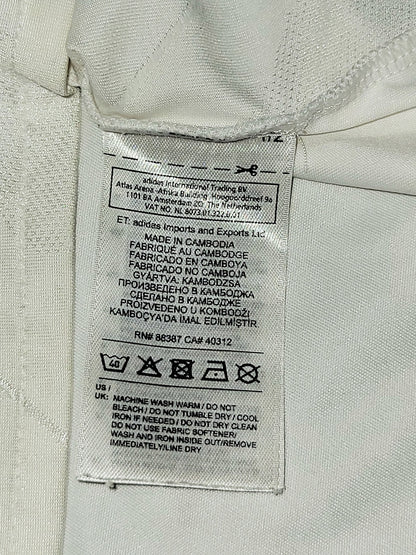 adidas International Trading BV.
Atlas Arena -Afrika Building, Hoogoorddreef 9a
1101 BA Amsterdam ZO, The Netherlands
VAT NO. NL 8073.01.327.B.01
ET: adidas Imports and Exports Ltd
MADE IN CAMBODIA
FABRIQUÉ AU CAMBODGE
FABRICADO EN CAMBOYA
FABRICADO NO CAMBOJA
GYÁRTVA: KAMBODZSA
ПРОИЗВЕДЕНО В КАМБОДЖА
СДЕЛАНО В КАМБОДЖЕ
PROIZVEDENO U KOMBODŽI
KAMBOÇYA'DA İMAL EDİLMİŞTİR
RN# 88387 CA# 40312
40
US /
UK: MACHINE WASH WARM / DO NOT
BLEACH / DO NOT TUMBLE DRY / COOL
IRON IF NEEDED / DO NOT DRY CLEAN
DO NOT USE FABRIC SOFTENER/
WASH AND IRON INSIDE OUT/REMOVE
IMMEDIATELY/LINE DRY